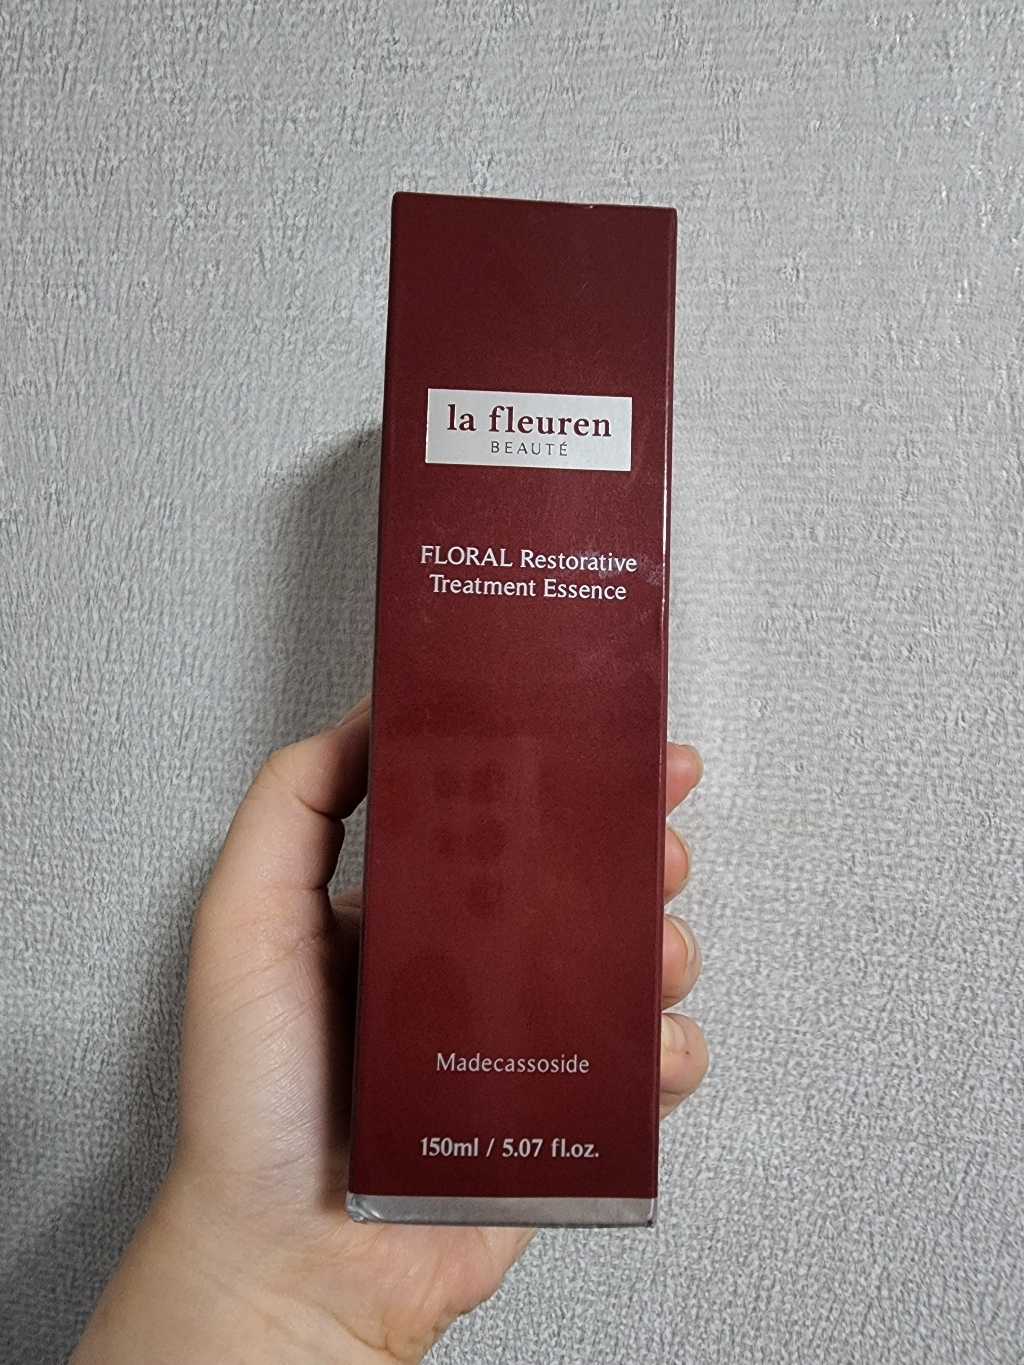 la fleuren
BEAUTÉ
FLORAL Restorative
Treatment Essence
Madecassoside
150ml / 5.07 fl.oz.